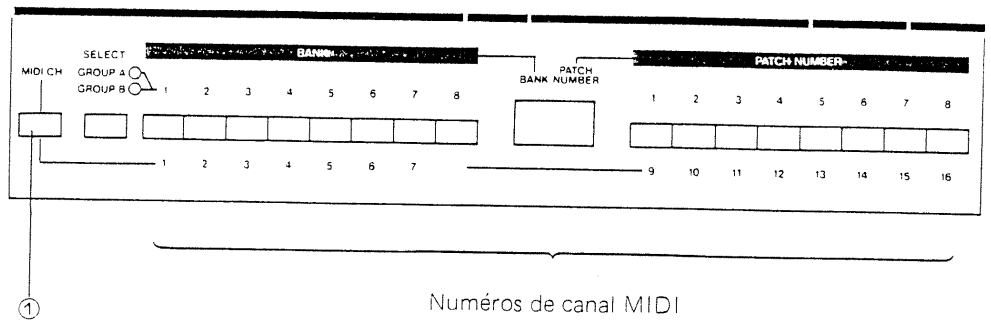 SELECT
BANK
MIDI CH
GROUP A
GROUP B
1 2 3 4 5 6 7 8
PATCH
BANK NUMBER
PATCH NUMBER
1 2 3 4 5 6 7 8
1 2 3 4 5 6 7
9 10 11 12 13 14 15 16
1
Numéros de canal MIDI